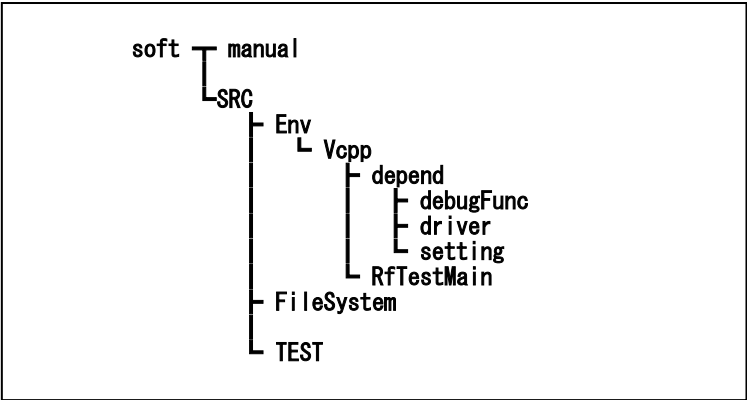 soft manual
SRC
Env
Vcpp
depend
debugFunc
driver
setting
RfTestMain
FileSystem
TEST